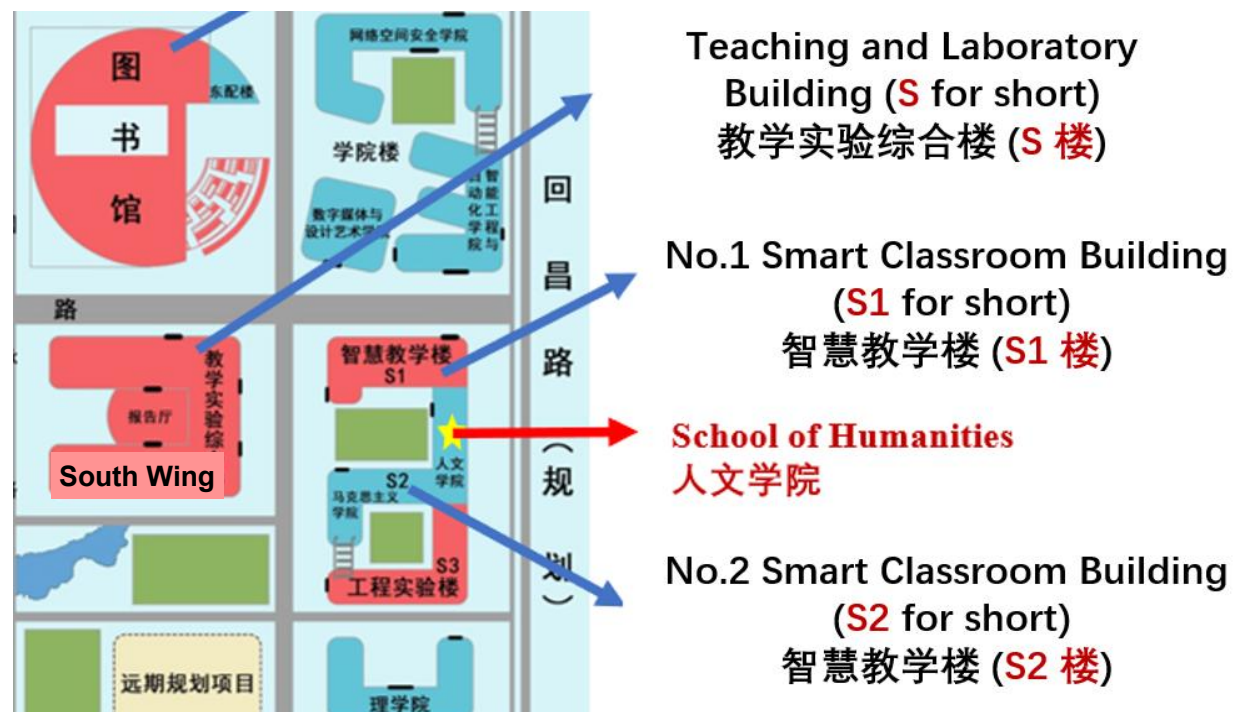 图
书
馆
东配楼
网络空间安全学院
学院楼
数字媒体与
设计艺术学院
智能工程与
自动化学院
回昌路（规划）
路
教学实验综
报告厅
South Wing
智慧教学楼
S1
人文
学院
S2
马克思主义
学院
S3
工程实验楼
远期规划项目
理学院
Teaching and Laboratory
Building (S for short)
教学实验综合楼 (S 楼)
No.1 Smart Classroom Building
(S1 for short)
智慧教学楼 (S1 楼)
School of Humanities
人文学院
No.2 Smart Classroom Building
(S2 for short)
智慧教学楼 (S2 楼)